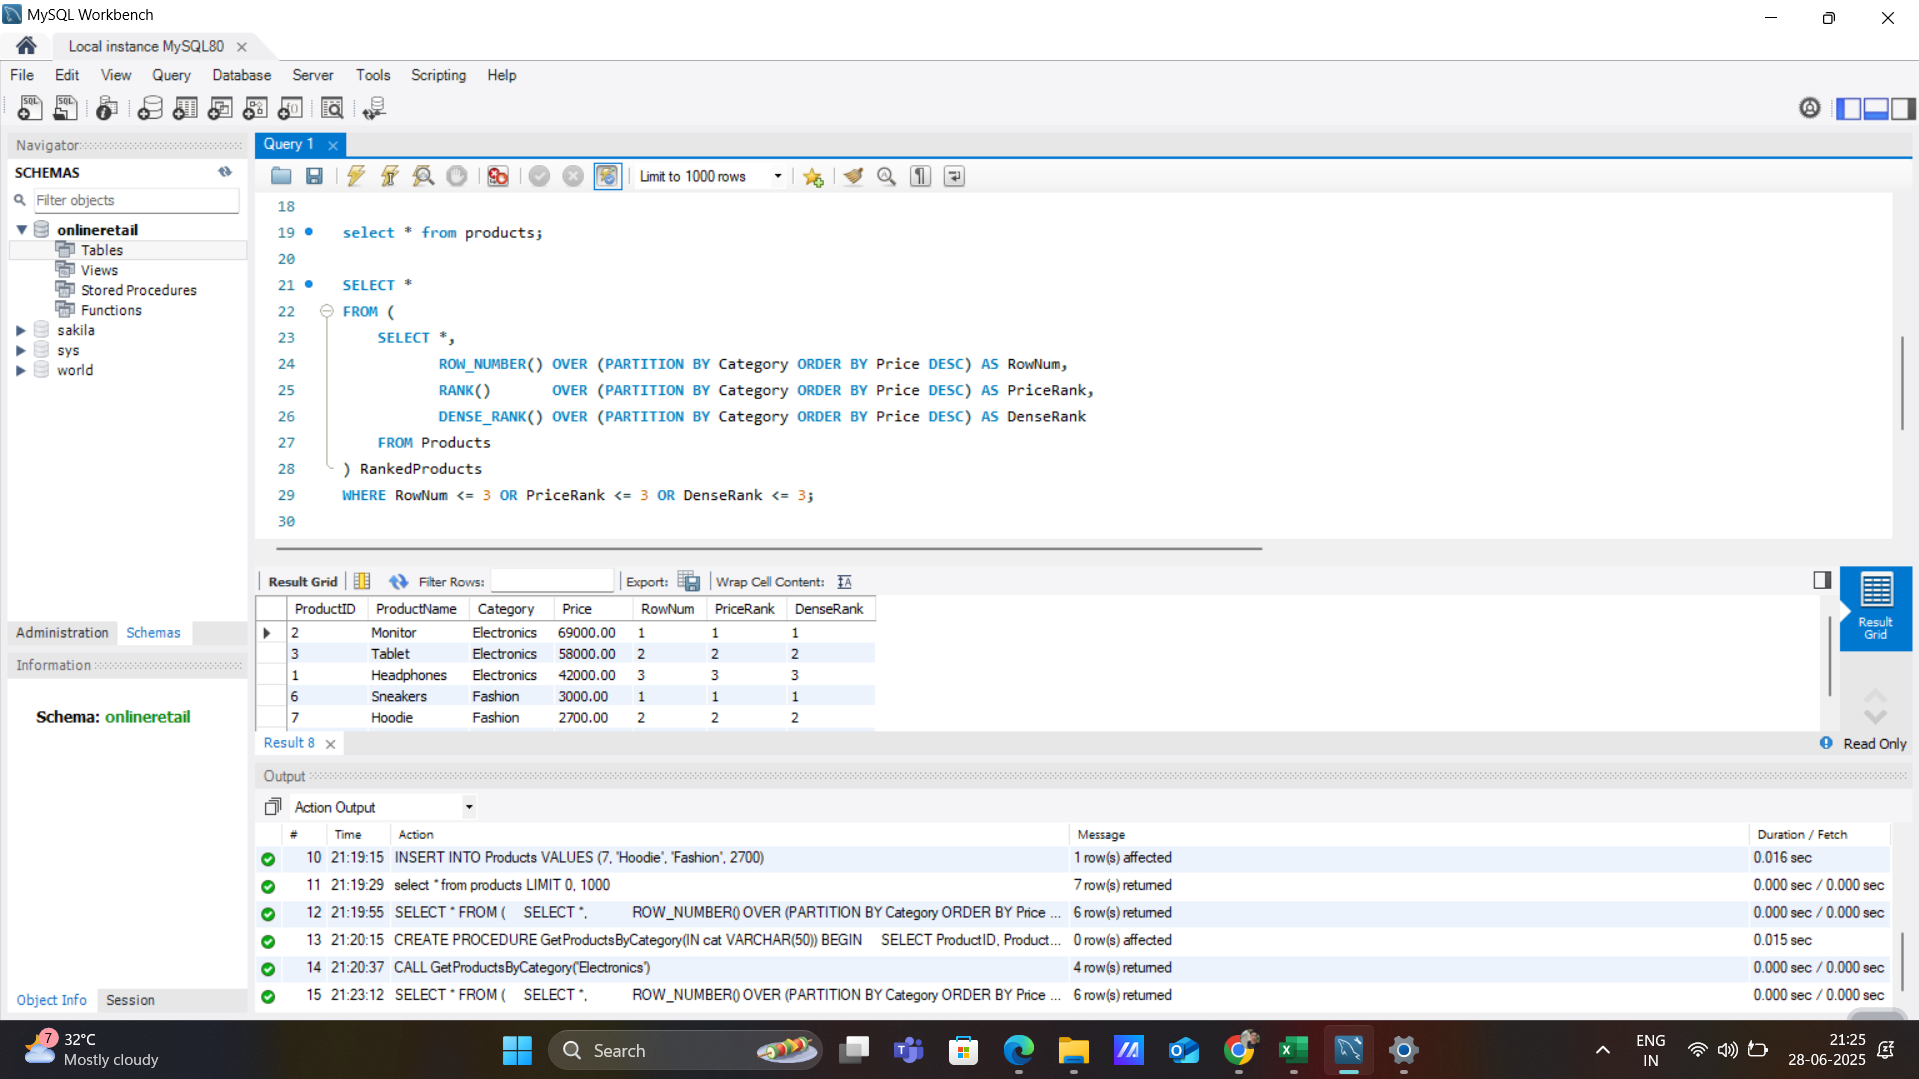 MySQL Workbench
Local instance MySQL80
File Edit View Query Database Server Tools Scripting Help
Navigator
SCHEMAS
Filter objects
onlineretail
Tables
Views
Stored Procedures
Functions
sakila
sys
world
Administration Schemas
Information
Schema: onlineretail
Object Info Session
Query 1
Limit to 1000 rows
18
19 select * from products;
20
21 SELECT *
22 FROM (
23 SELECT *,
24 ROW_NUMBER() OVER (PARTITION BY Category ORDER BY Price DESC) AS RowNum,
25 RANK() OVER (PARTITION BY Category ORDER BY Price DESC) AS PriceRank,
26 DENSE_RANK() OVER (PARTITION BY Category ORDER BY Price DESC) AS DenseRank
27 FROM Products
28 ) RankedProducts
29 WHERE RowNum <= 3 OR PriceRank <= 3 OR DenseRank <= 3;
30
Result Grid Filter Rows: Export: Wrap Cell Content:
ProductID ProductName Category Price RowNum PriceRank DenseRank
2 Monitor Electronics 69000.00 1 1 1
3 Tablet Electronics 58000.00 2 2 2
1 Headphones Electronics 42000.00 3 3 3
6 Sneakers Fashion 3000.00 1 1 1
7 Hoodie Fashion 2700.00 2 2 2
Result Grid
Result 8
Read Only
Output
Action Output
# Time Action Message Duration / Fetch
10 21:19:15 INSERT INTO Products VALUES (7, 'Hoodie', 'Fashion', 2700) 1 row(s) affected 0.016 sec
11 21:19:29 select * from products LIMIT 0, 1000 7 row(s) returned 0.000 sec / 0.000 sec
12 21:19:55 SELECT * FROM ( SELECT *, ROW_NUMBER() OVER (PARTITION BY Category ORDER BY Price ... 6 row(s) returned 0.000 sec / 0.000 sec
13 21:20:15 CREATE PROCEDURE GetProductsByCategory(IN cat VARCHAR(50)) BEGIN SELECT ProductID, Product... 0 row(s) affected 0.015 sec
14 21:20:37 CALL GetProductsByCategory('Electronics') 4 row(s) returned 0.000 sec / 0.000 sec
15 21:23:12 SELECT * FROM ( SELECT *, ROW_NUMBER() OVER (PARTITION BY Category ORDER BY Price ... 6 row(s) returned 0.000 sec / 0.000 sec
7
32°C
Mostly cloudy
Search
ENG
IN
21:25
28-06-2025